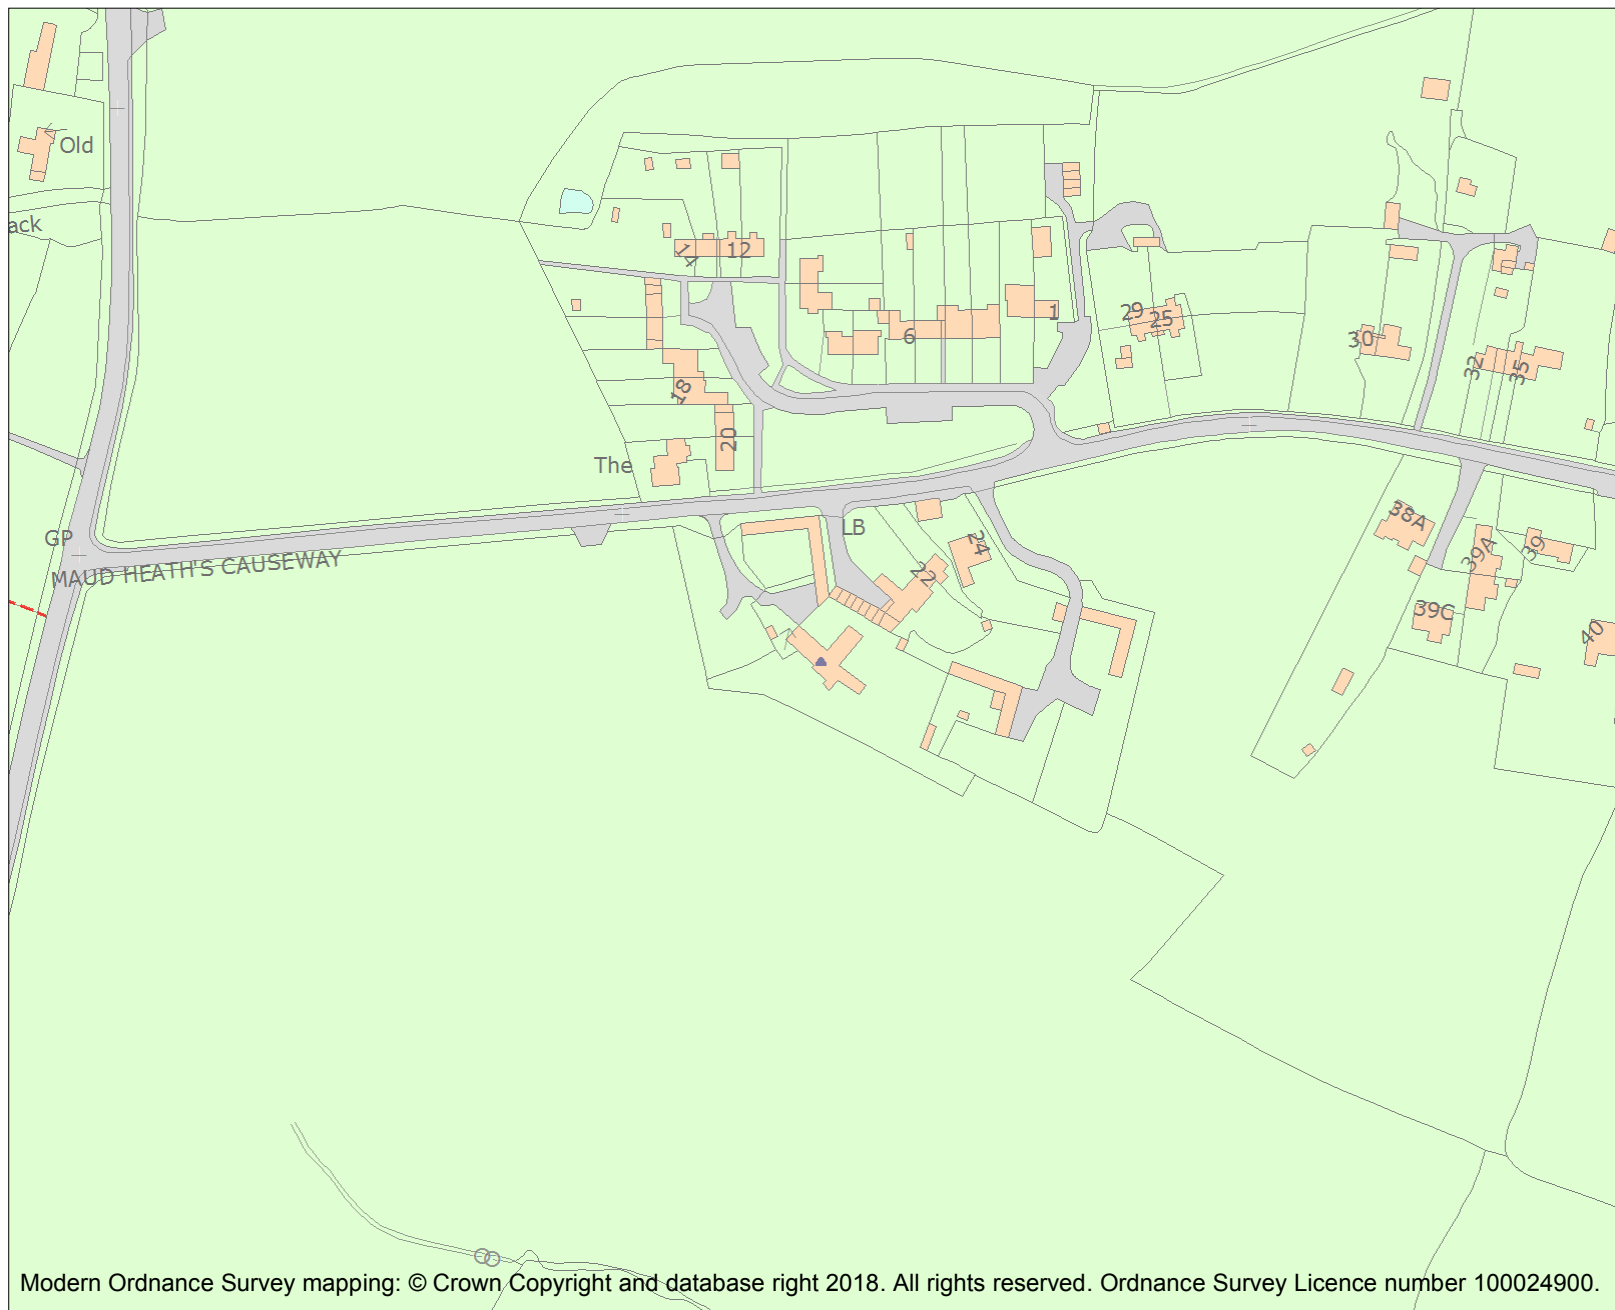 Old
ack
14
12
1
29
25
6
30
32
35
18
20
The
GP
LB
38A
24
39A
39
22
MAUD HEATH'S CAUSEWAY
39C
40
Modern Ordnance Survey mapping: © Crown Copyright and database right 2018. All rights reserved. Ordnance Survey Licence number 100024900.